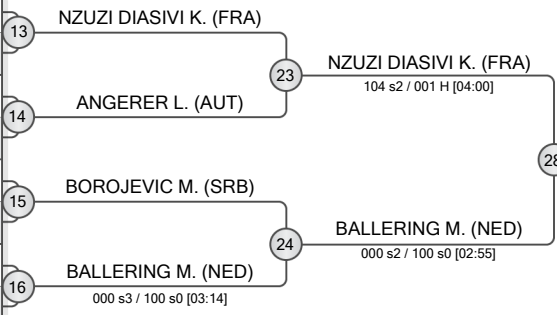 NZUZI DIASIVI K. (FRA)
13
23
NZUZI DIASIVI K. (FRA)
104 s2 / 001 H [04:00]
ANGERER L. (AUT)
14
28
BOROJEVIC M. (SRB)
15
24
BALLERING M. (NED)
000 s2 / 100 s0 [02:55]
BALLERING M. (NED)
16
000 s3 / 100 s0 [03:14]